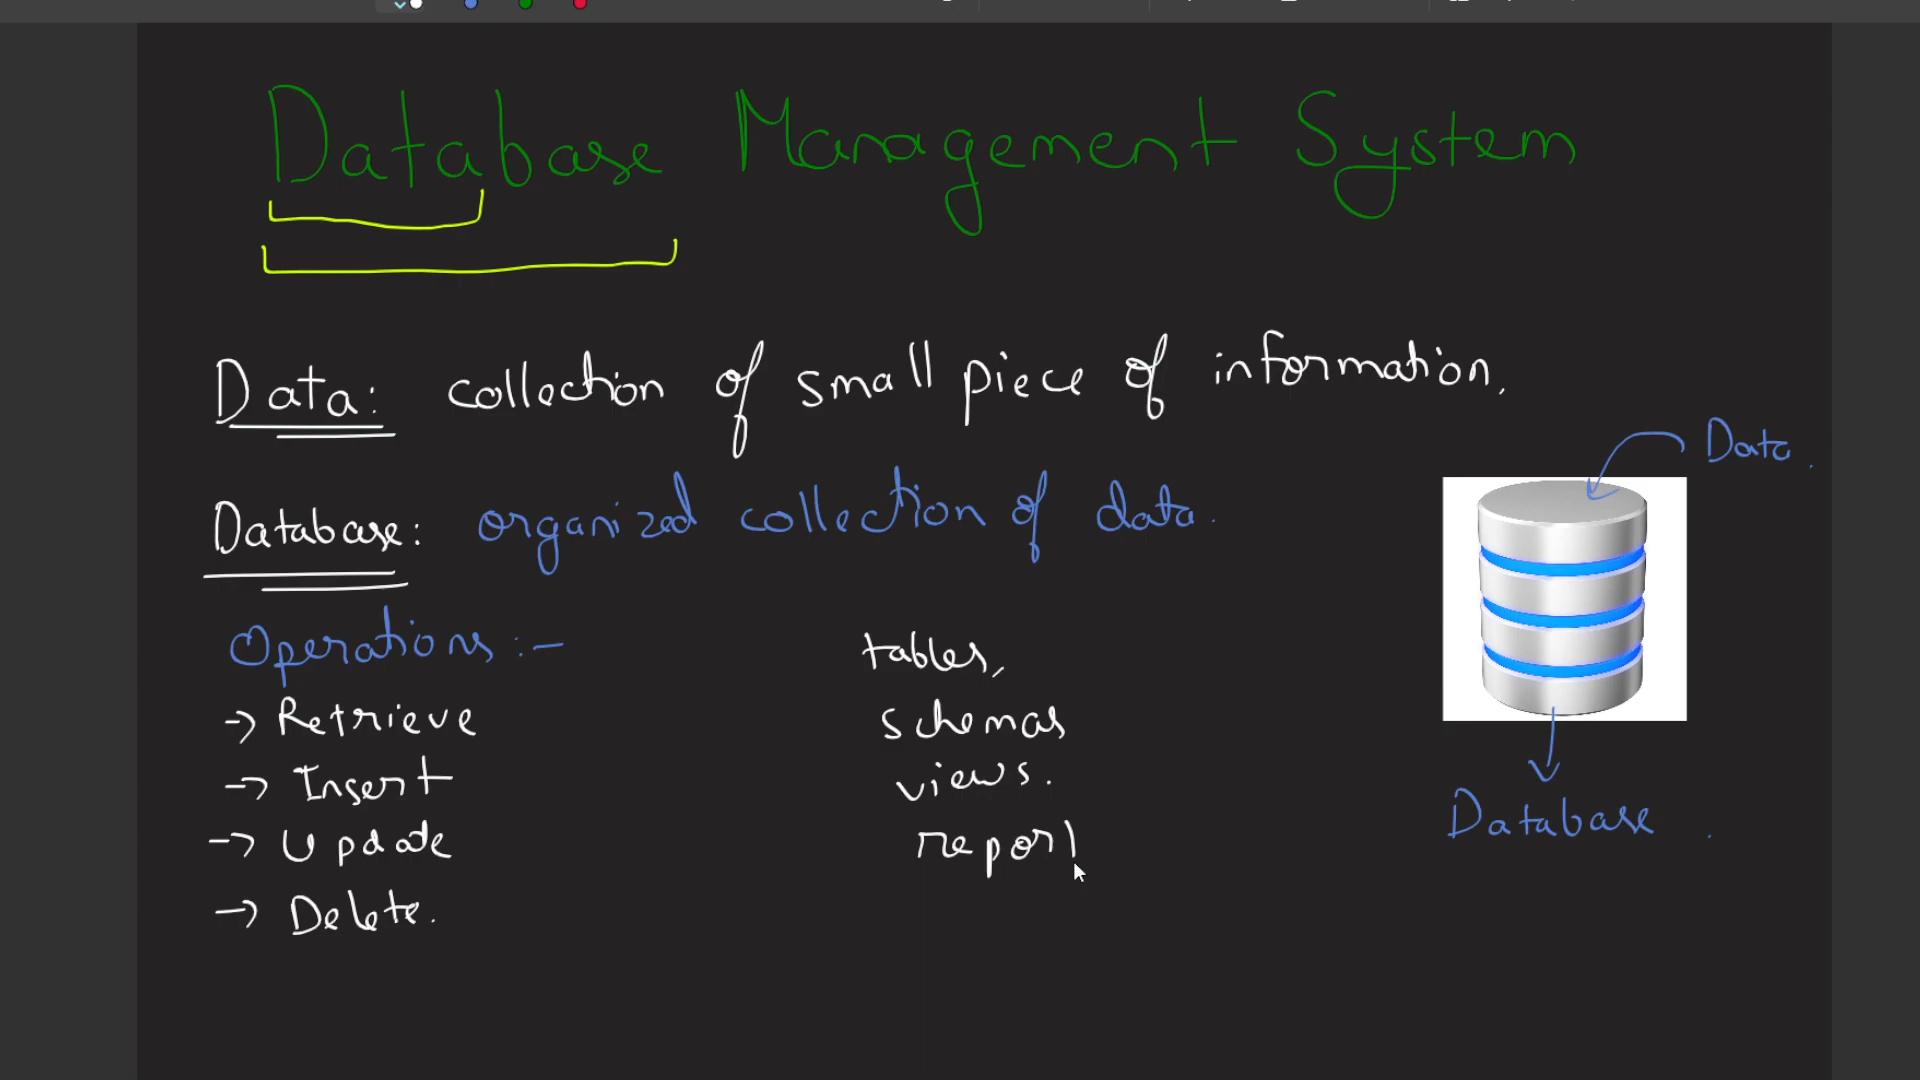 Database Management System
Data: collection of small piece of information.
Database: organized collection of data.
Data.
Operations :-
→ Retrieve
→ Insert
→ Update
→ Delete.
tables,
schemas
views.
report
Database